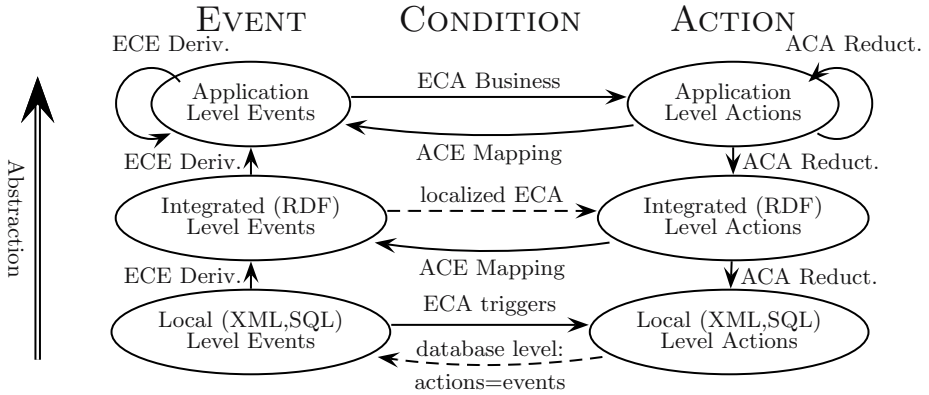 EVENT CONDITION ACTION
ECE Deriv.
ACA Reduct.
Application
Level Events
ECA Business
Application
Level Actions
ACE Mapping
ECE Deriv.
ACA Reduct.
Abstraction
Integrated (RDF)
Level Events
localized ECA
Integrated (RDF)
Level Actions
ACE Mapping
ECE Deriv.
ACA Reduct.
Local (XML,SQL)
Level Events
ECA triggers
Local (XML,SQL)
Level Actions
database level:
actions=events